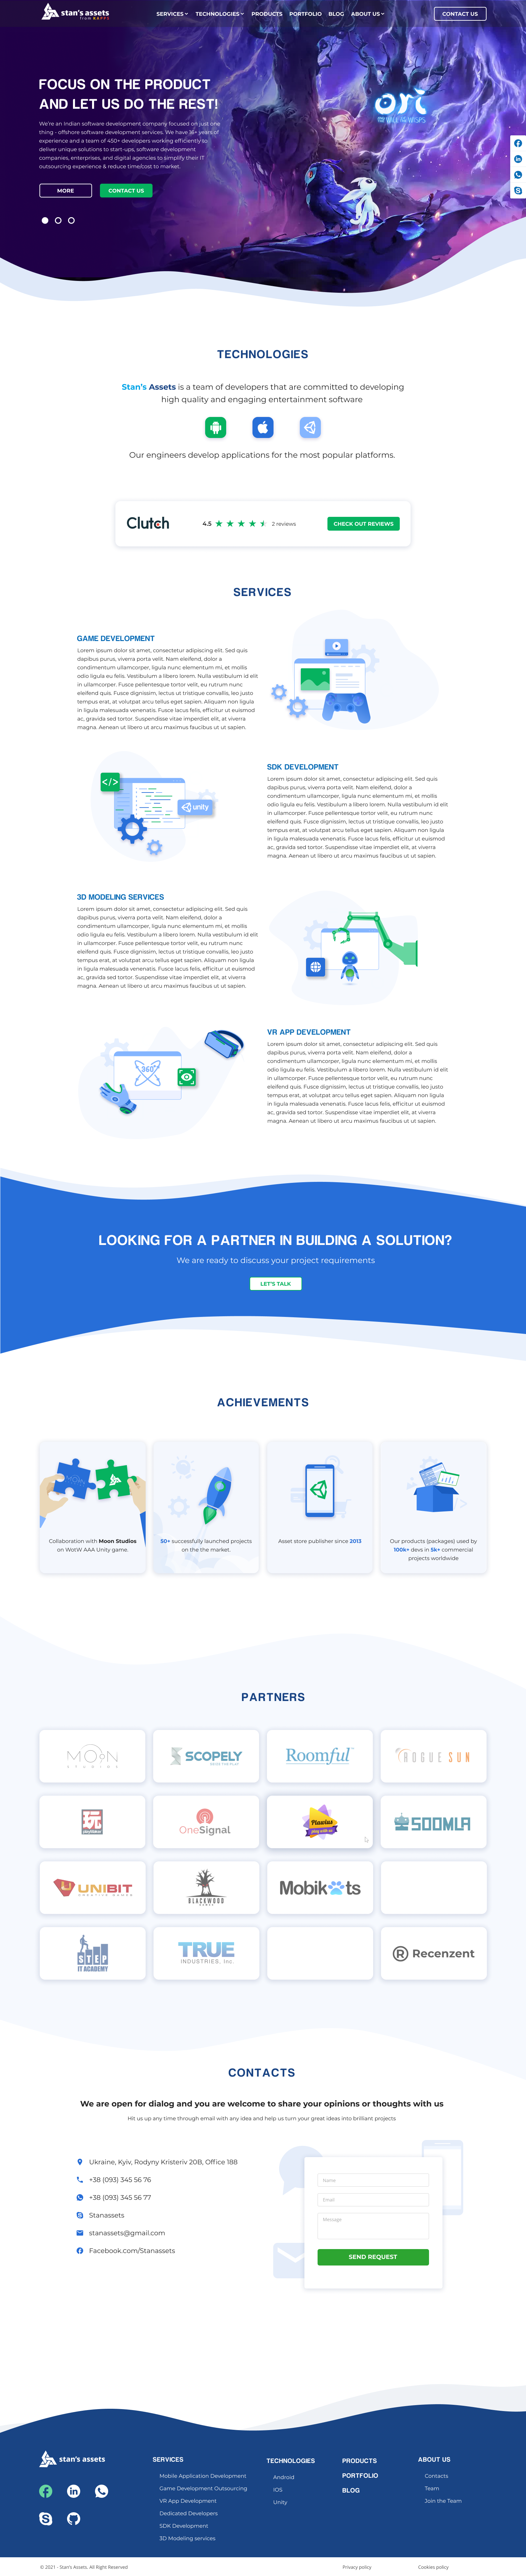 stan's assets
from RAPPS
SERVICES
TECHNOLOGIES
PRODUCTS
PORTFOLIO
BLOG
ABOUT US
CONTACT US
FOCUS ON THE PRODUCT
AND LET US DO THE REST!
We're an Indian software development company focused on just one
thing - offshore software development services. We have 16+ years of
experience and a team of 450+ developers working efficiently to
deliver unique solutions to start-ups, software development
companies, enterprises, and digital agencies to simplify their IT
outsourcing experience & reduce time/cost to market.
MORE
CONTACT US
ori
AND THE WILL OF THE WISPS
TECHNOLOGIES
Stan's Assets is a team of developers that are committed to developing
high quality and engaging entertainment software
Our engineers develop applications for the most popular platforms.
Clutch
4.5
2 reviews
CHECK OUT REVIEWS
SERVICES
GAME DEVELOPMENT
Lorem ipsum dolor sit amet, consectetur adipiscing elit. Sed quis
dapibus purus, viverra porta velit. Nam eleifend, dolor a
condimentum ullamcorper, ligula nunc elementum mi, et mollis
odio ligula eu felis. Vestibulum a libero lorem. Nulla vestibulum id elit
in ullamcorper. Fusce pellentesque tortor velit, eu rutrum nunc
eleifend quis. Fusce dignissim, lectus ut tristique convallis, leo justo
tempus erat, at volutpat arcu tellus eget sapien. Aliquam non ligula
in ligula malesuada venenatis. Fusce lacus felis, efficitur ut euismod
ac, gravida sed tortor. Suspendisse vitae imperdiet elit, at viverra
magna. Aenean ut libero ut arcu maximus faucibus ut ut sapien.
</>
unity
SDK DEVELOPMENT
Lorem ipsum dolor sit amet, consectetur adipiscing elit. Sed quis
dapibus purus, viverra porta velit. Nam eleifend, dolor a
condimentum ullamcorper, ligula nunc elementum mi, et mollis
odio ligula eu felis. Vestibulum a libero lorem. Nulla vestibulum id elit
in ullamcorper. Fusce pellentesque tortor velit, eu rutrum nunc
eleifend quis. Fusce dignissim, lectus ut tristique convallis, leo justo
tempus erat, at volutpat arcu tellus eget sapien. Aliquam non ligula
in ligula malesuada venenatis. Fusce lacus felis, efficitur ut euismod
ac, gravida sed tortor. Suspendisse vitae imperdiet elit, at viverra
magna. Aenean ut libero ut arcu maximus faucibus ut ut sapien.
3D MODELING SERVICES
Lorem ipsum dolor sit amet, consectetur adipiscing elit. Sed quis
dapibus purus, viverra porta velit. Nam eleifend, dolor a
condimentum ullamcorper, ligula nunc elementum mi, et mollis
odio ligula eu felis. Vestibulum a libero lorem. Nulla vestibulum id elit
in ullamcorper. Fusce pellentesque tortor velit, eu rutrum nunc
eleifend quis. Fusce dignissim, lectus ut tristique convallis, leo justo
tempus erat, at volutpat arcu tellus eget sapien. Aliquam non ligula
in ligula malesuada venenatis. Fusce lacus felis, efficitur ut euismod
ac, gravida sed tortor. Suspendisse vitae imperdiet elit, at viverra
magna. Aenean ut libero ut arcu maximus faucibus ut ut sapien.
360°
VR APP DEVELOPMENT
Lorem ipsum dolor sit amet, consectetur adipiscing elit. Sed quis
dapibus purus, viverra porta velit. Nam eleifend, dolor a
condimentum ullamcorper, ligula nunc elementum mi, et mollis
odio ligula eu felis. Vestibulum a libero lorem. Nulla vestibulum id elit
in ullamcorper. Fusce pellentesque tortor velit, eu rutrum nunc
eleifend quis. Fusce dignissim, lectus ut tristique convallis, leo justo
tempus erat, at volutpat arcu tellus eget sapien. Aliquam non ligula
in ligula malesuada venenatis. Fusce lacus felis, efficitur ut euismod
ac, gravida sed tortor. Suspendisse vitae imperdiet elit, at viverra
magna. Aenean ut libero ut arcu maximus faucibus ut ut sapien.
LOOKING FOR A PARTNER IN BUILDING A SOLUTION?
We are ready to discuss your project requirements
LET'S TALK
ACHIEVEMENTS
Collaboration with Moon Studios
on WotW AAA Unity game.
50+ successfully launched projects
on the the market.
Asset store publisher since 2013
Our products (packages) used by
100k+ devs in 5k+ commercial
projects worldwide
PARTNERS
MOON
STUDIOS
SCOPELY
Roomful
ROGUE SUN
玩
OneSignal
Plawius
play with us
SOOMLA
UNIBIT
BLACKWOOD
GAMES
Mobik ts
STEP
IT ACADEMY
TRUE
INDUSTRIES, Inc.
® Recenzent
CONTACTS
We are open for dialog and you are welcome to share your opinions or thoughts with us
Hit us up any time through email with any idea and help us turn your great ideas into brilliant projects
Ukraine, Kyiv, Rodyny Kristeriv 20B, Office 188
+38 (093) 345 56 76
+38 (093) 345 56 77
Stanassets
stanassets@gmail.com
Facebook.com/Stanassets
Name
Email
Message
SEND REQUEST
stan's assets
SERVICES
Mobile Application Development
Game Development Outsourcing
VR App Development
Dedicated Developers
SDK Development
3D Modeling services
TECHNOLOGIES
Android
IOS
Unity
PRODUCTS
PORTFOLIO
BLOG
ABOUT US
Contacts
Team
Join the Team
© 2021 - Stan's Assets. All Right Reserved
Privacy policy
Cookies policy